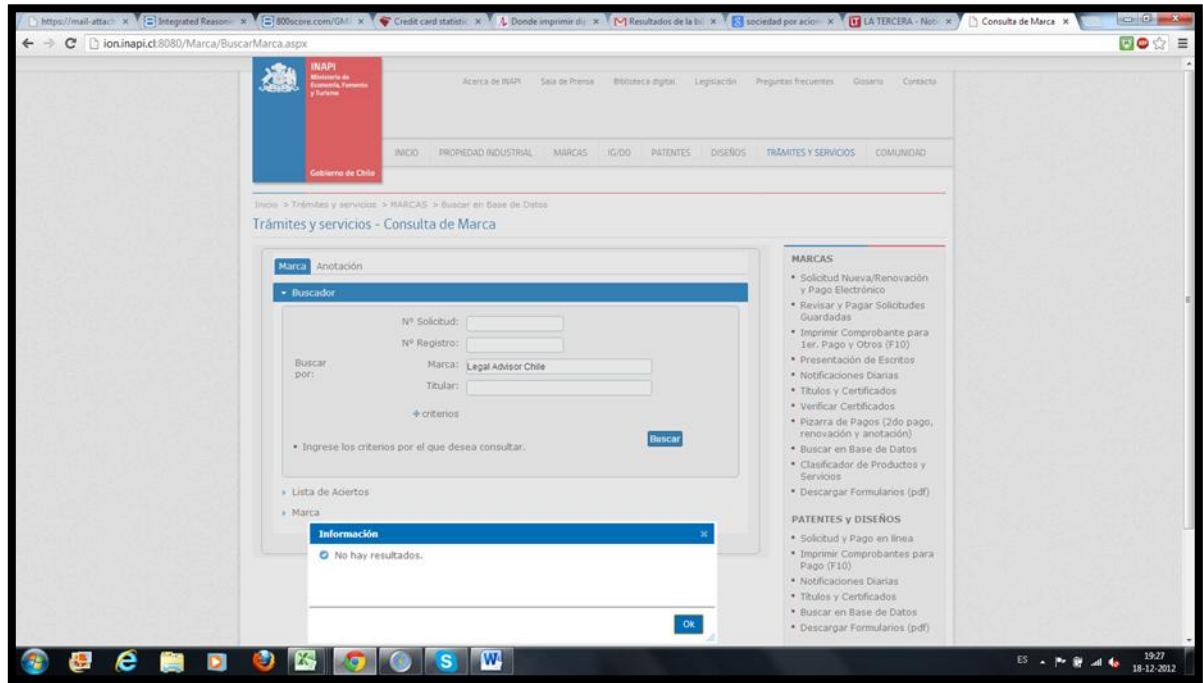 https://mail-attach
Integrated Reason
800score.com/GM
Credit card statisti
Donde imprimir di
Resultados de la b
sociedad por accion
LA TERCERA - Not
Consulta de Marca
ion.inapi.cl:8080/Marca/BuscarMarca.aspx
INAPI
Ministerio de
Economía, Fomento
y Turismo
Gobierno de Chile
Acerca de INAPI Sala de Prensa Biblioteca digital Legislación Preguntas frecuentes Glosario Contacto
INICIO PROPIEDAD INDUSTRIAL MARCAS IG/DO PATENTES DISEÑOS TRÁMITES Y SERVICIOS COMUNIDAD
Inicio > Trámites y servicios > MARCAS > Buscar en Base de Datos
Trámites y servicios - Consulta de Marca
Marca Anotación
Buscador
Nº Solicitud:
Nº Registro:
Buscar
por:
Marca: Legal Advisor Chile
Titular:
+ criterios
Buscar
Ingrese los criterios por el que desea consultar.
Lista de Aciertos
Marca
Información
No hay resultados.
Ok
MARCAS
Solicitud Nueva/Renovación
y Pago Electrónico
Revisar y Pagar Solicitudes
Guardadas
Imprimir Comprobante para
1er. Pago y Otros (F10)
Presentación de Escritos
Notificaciones Diarias
Títulos y Certificados
Verificar Certificados
Pizarra de Pagos (2do pago,
renovación y anotación)
Buscar en Base de Datos
Clasificador de Productos y
Servicios
Descargar Formularios (pdf)
PATENTES y DISEÑOS
Solicitud y Pago en línea
Imprimir Comprobantes para
Pago (F10)
Notificaciones Diarias
Títulos y Certificados
Buscar en Base de Datos
Descargar Formularios (pdf)
ES
19:27
18-12-2012